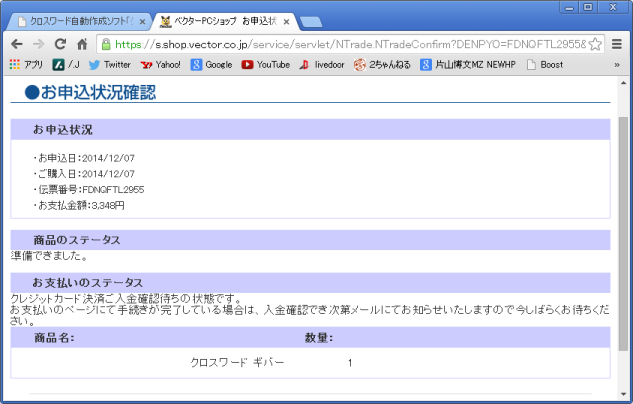 クロスワード自動作成ソフト「
ベクターPCショップ お申込状
https://s.shop.vector.co.jp/service/servlet/NTrade.NTradeConfirm?DENPYO=FDNQFTL2955&
アプリ /.J Twitter Yahoo! Google YouTube livedoor 2ちゃんねる 片山博文MZ NEWHP Boost »
●お申込状況確認
お申込状況
・お申込日：2014/12/07
・ご購入日：2014/12/07
・伝票番号：FDNQFTL2955
・お支払金額：3,348円
商品のステータス
準備できました。
お支払いのステータス
クレジットカード決済ご入金確認待ちの状態です。
お支払いのページにて手続きが完了している場合は、入金確認でき次第メールにてお知らせいたしますので今しばらくお待ちくだ
さい。
商品名： 数量：
クロスワード ギバー 1